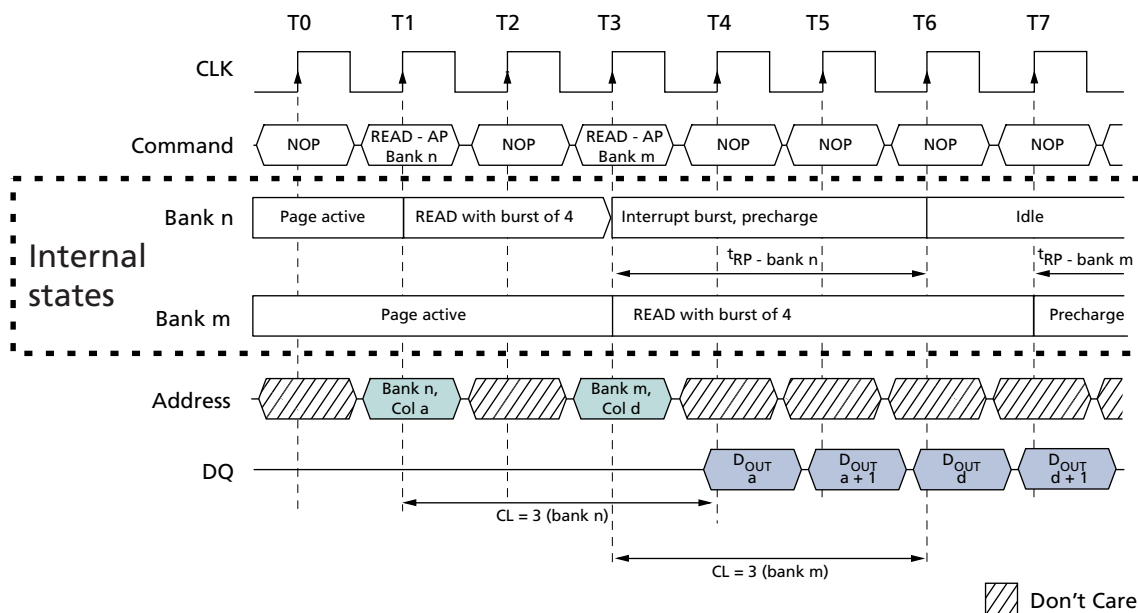 T0 T1 T2 T3 T4 T5 T6 T7
CLK
Command NOP READ - AP Bank n NOP READ - AP Bank m NOP NOP NOP NOP
Internal states
Bank n Page active READ with burst of 4 Interrupt burst, precharge Idle
tRP - bank n tRP - bank m
Bank m Page active READ with burst of 4 Precharge
Address Bank n, Col a Bank m, Col d
DQ DOUT a DOUT a + 1 DOUT d DOUT d + 1
CL = 3 (bank n)
CL = 3 (bank m)
Don't Care